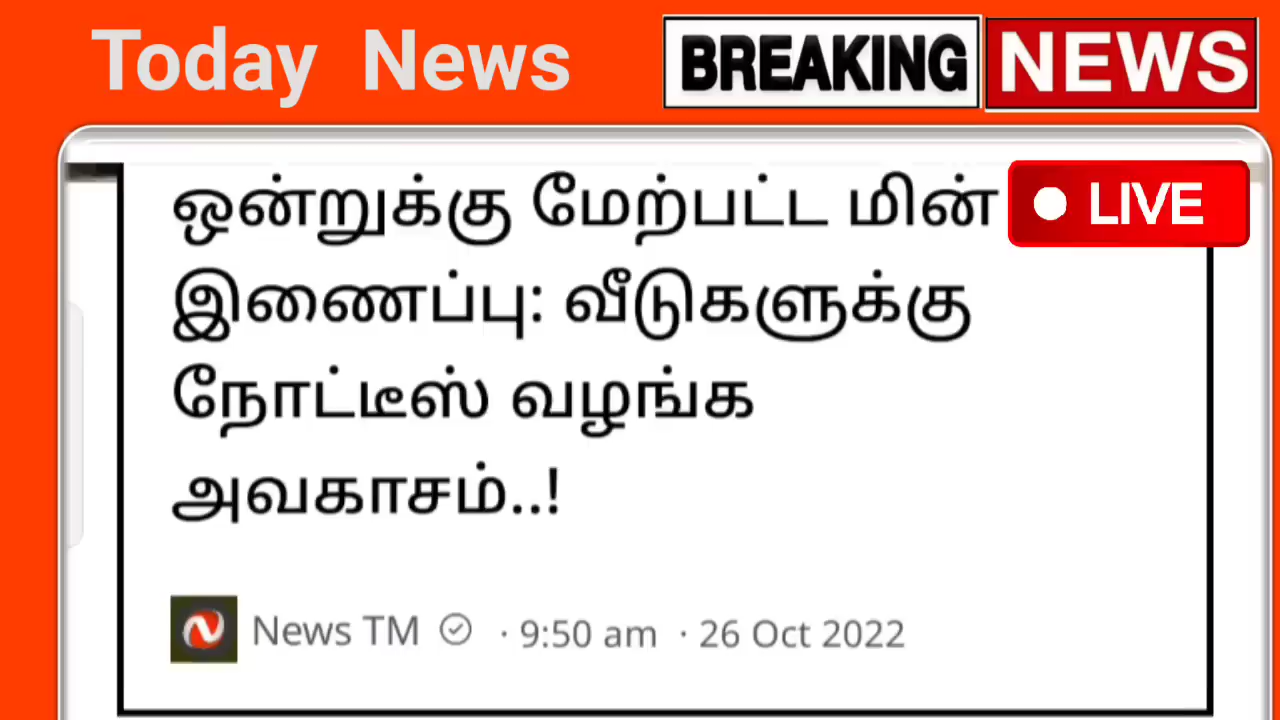 Today News
BREAKING NEWS
ஒன்றுக்கு மேற்பட்ட மின்
LIVE
இணைப்பு: வீடுகளுக்கு
நோட்டீஸ் வழங்க
அவகாசம்..!
News TM · 9:50 am · 26 Oct 2022